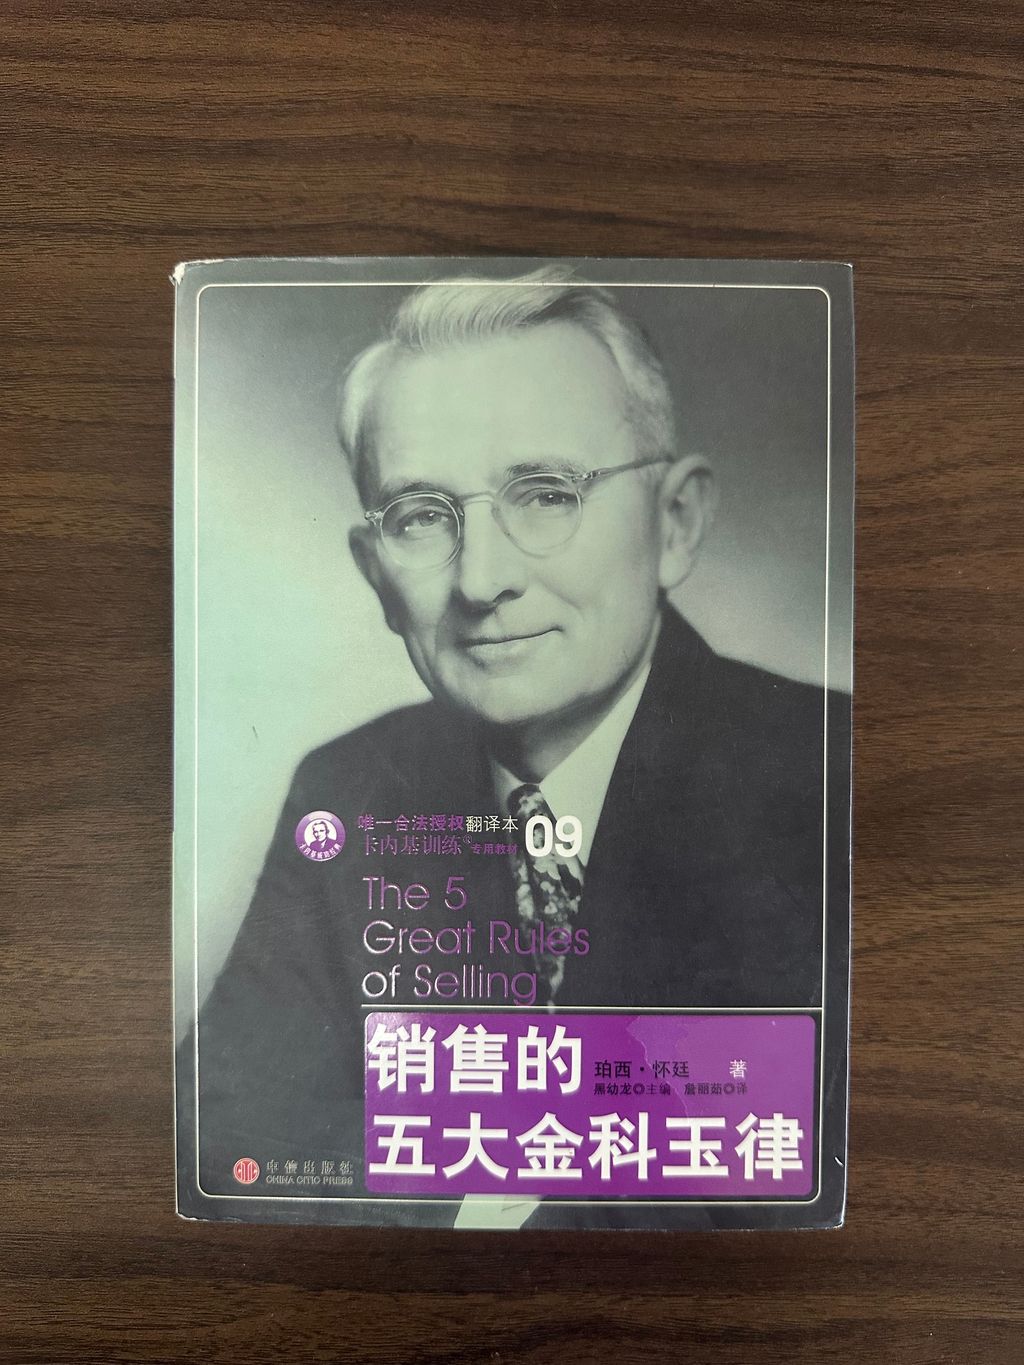 唯一合法授权翻译本
卡内基训练® 专用教材
09
The 5
Great Rules
of Selling
销售的
珀西·怀廷 著
黑幼龙◎主编 詹丽茹◎译
五大金科玉律
中信出版社
CHINA CITIC PRESS